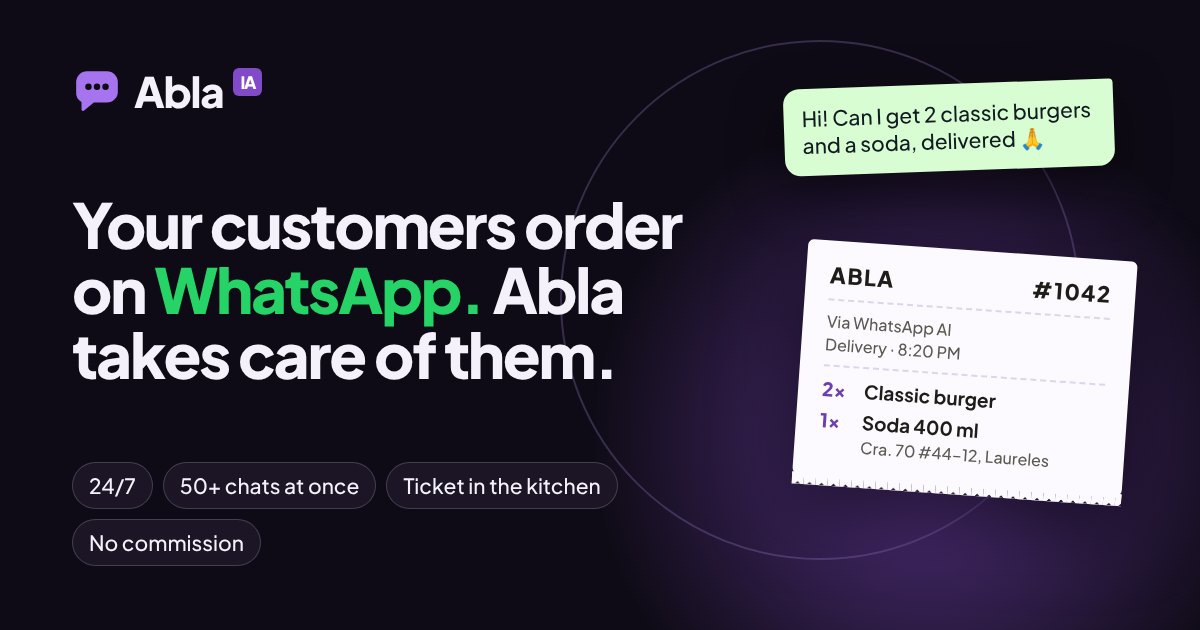 Abla IA
Your customers order
on WhatsApp. Abla
takes care of them.
24/7
50+ chats at once
Ticket in the kitchen
No commission
Hi! Can I get 2 classic burgers
and a soda, delivered 🙏
ABLA #1042
Via WhatsApp AI
Delivery · 8:20 PM
2× Classic burger
1× Soda 400 ml
Cra. 70 #44–12, Laureles